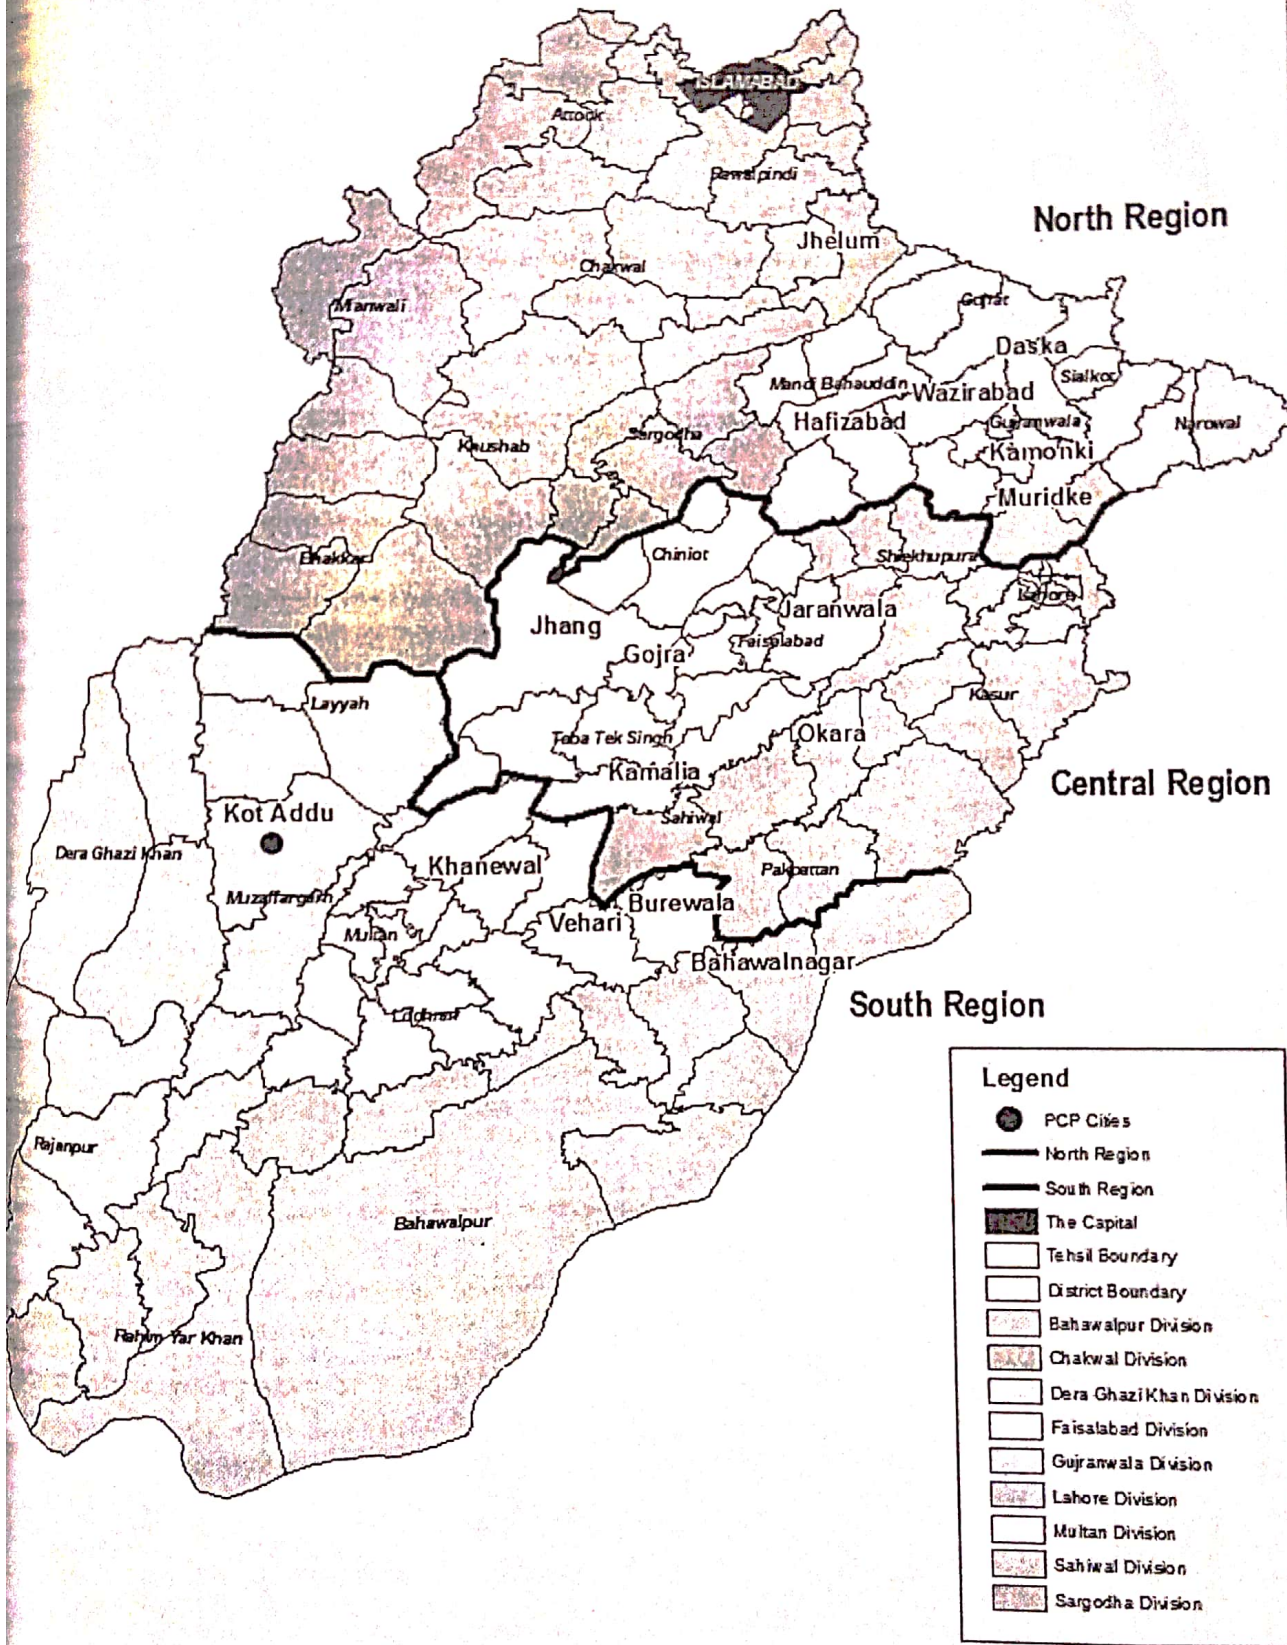 ISLAMABAD
Attock
Rawalpindi
North Region
Jhelum
Chakwal
Mianwali
Gujrat
Daska
Mandi Bahauddin
Wazirabad
Sialkot
Hafizabad
Gujranwala
Narowal
Sargodha
Khushab
Kamonki
Muridke
Bhakkar
Chiniot
Shiekhupura
Lahore
Jhang
Jaranwala
Faisalabad
Gojra
Layyah
Kasur
Toba Tek Singh
Okara
Kamalia
Central Region
Kot Addu
Sahiwal
Dera Ghazi Khan
Khanewal
Pakpattan
Muzaffargarh
Burewala
Vehari
Multan
Bahawalnagar
South Region
Lodhran
Rajanpur
Bahawalpur
Rahim Yar Khan
Legend
PCP Cities
North Region
South Region
The Capital
Tehsil Boundary
District Boundary
Bahawalpur Division
Chakwal Division
Dera Ghazi Khan Division
Faisalabad Division
Gujranwala Division
Lahore Division
Multan Division
Sahiwal Division
Sargodha Division